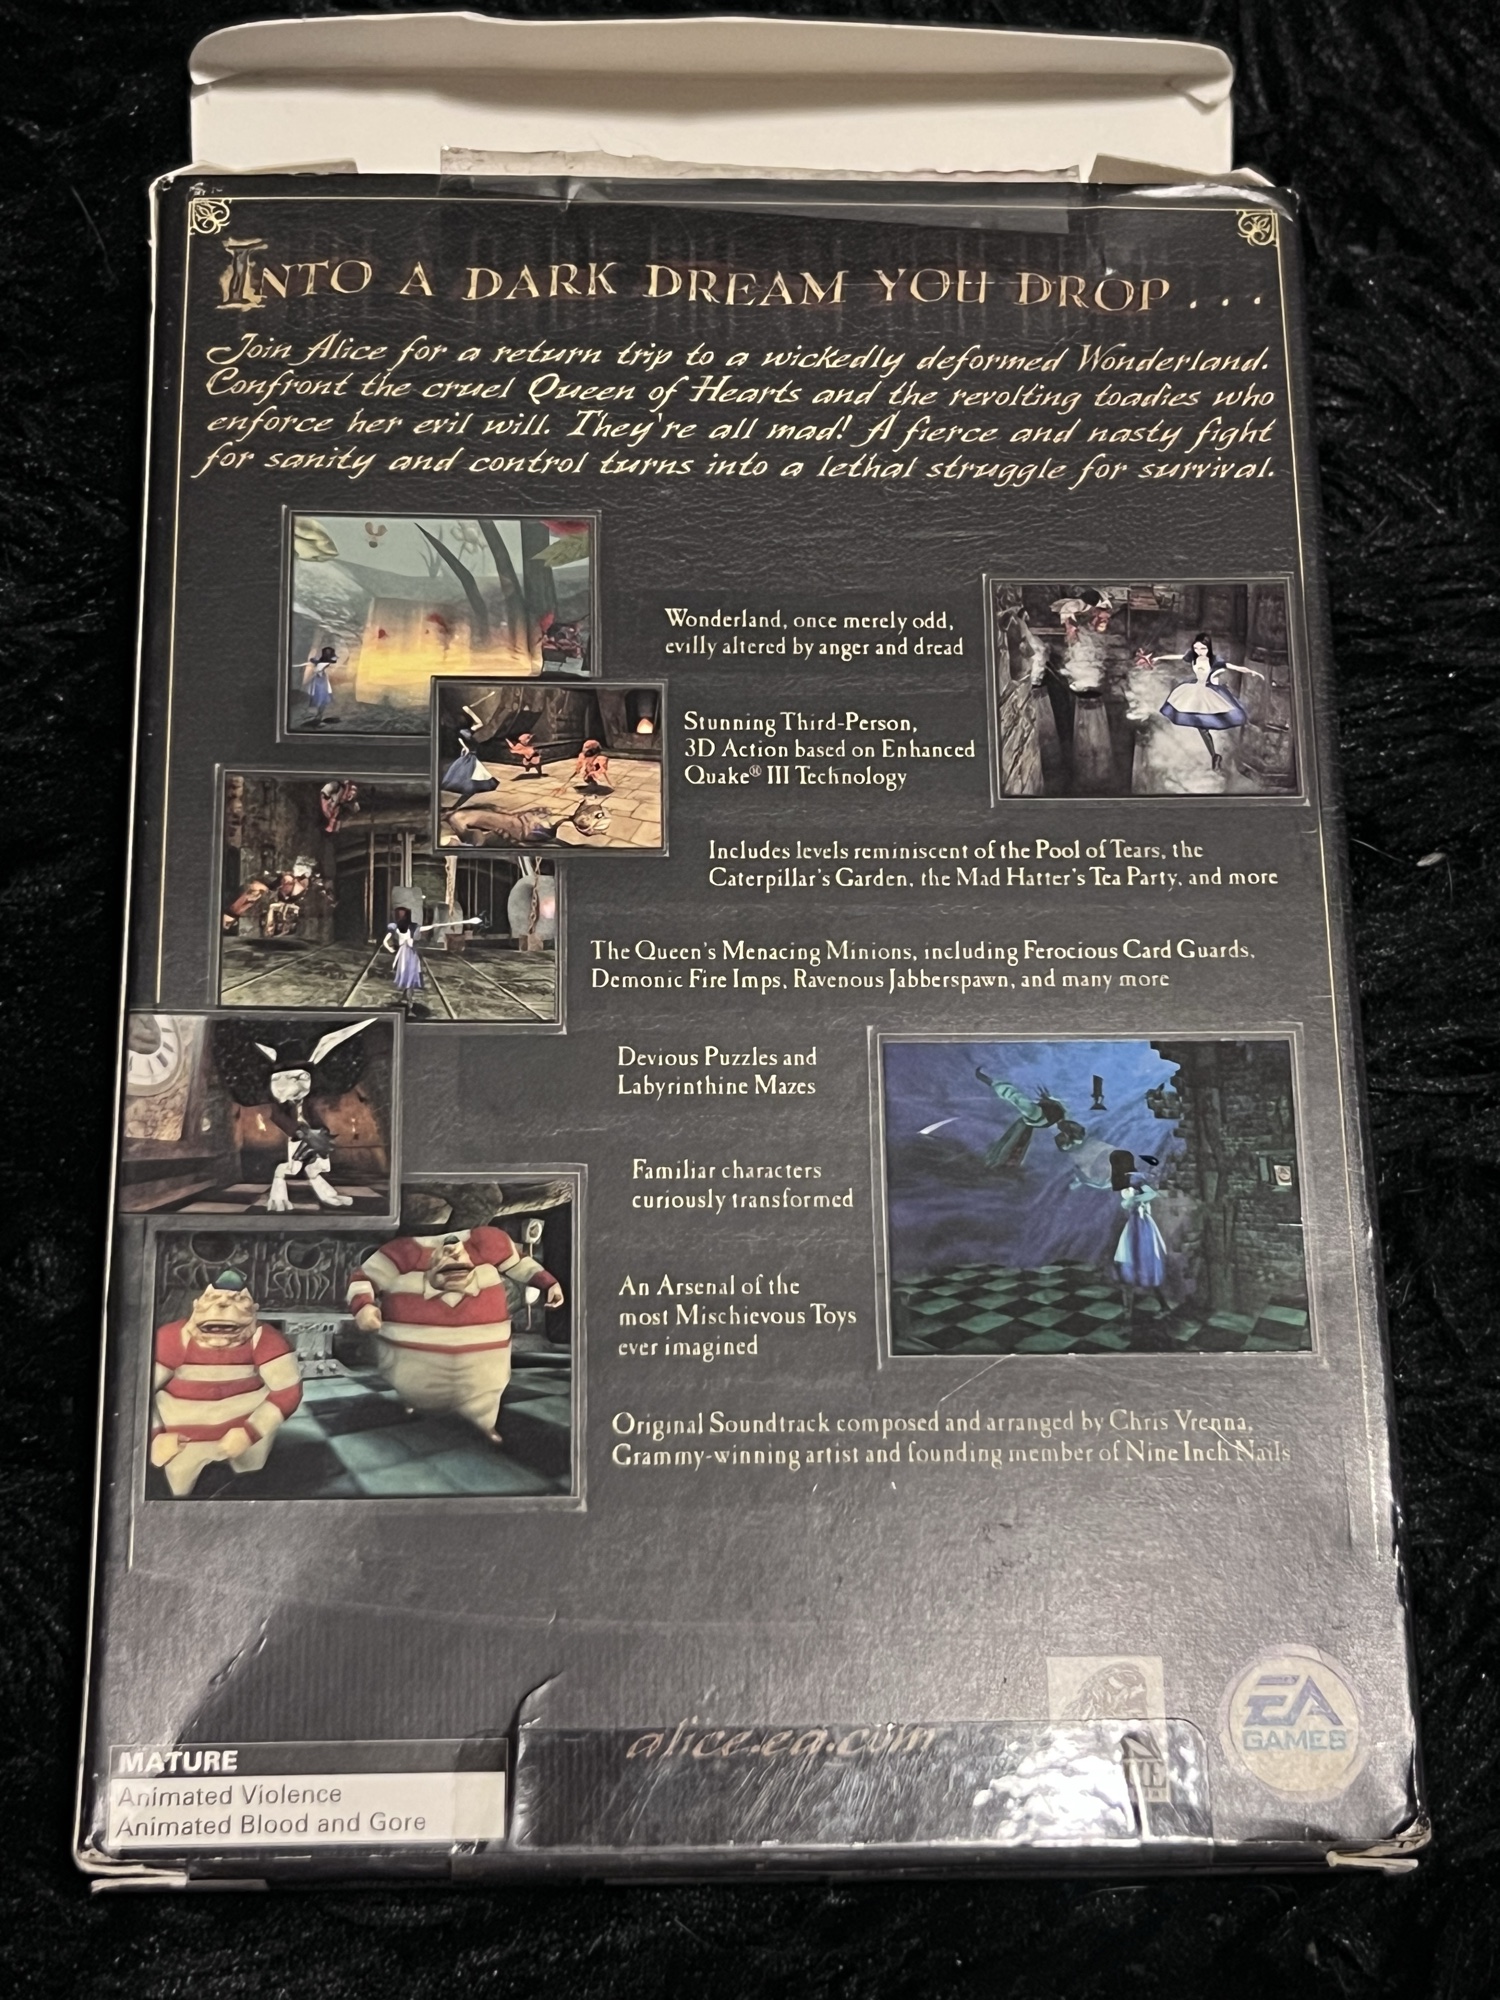 INTO A DARK DREAM YOU DROP . . .
Join Alice for a return trip to a wickedly deformed Wonderland.
Confront the cruel Queen of Hearts and the revolting toadies who
enforce her evil will. They're all mad! A fierce and nasty fight
for sanity and control turns into a lethal struggle for survival.
Wonderland, once merely odd,
evilly altered by anger and dread
Stunning Third-Person,
3D Action based on Enhanced
Quake® III Technology
Includes levels reminiscent of the Pool of Tears, the
Caterpillar's Garden, the Mad Hatter's Tea Party, and more
The Queen's Menacing Minions, including Ferocious Card Guards,
Demonic Fire Imps, Ravenous Jabberspawn, and many more
Devious Puzzles and
Labyrinthine Mazes
Familiar characters
curiously transformed
An Arsenal of the
most Mischievous Toys
ever imagined
Original Soundtrack composed and arranged by Chris Vrenna,
Grammy-winning artist and founding member of Nine Inch Nails
alice.ea.com
EA
GAMES
MATURE
Animated Violence
Animated Blood and Gore